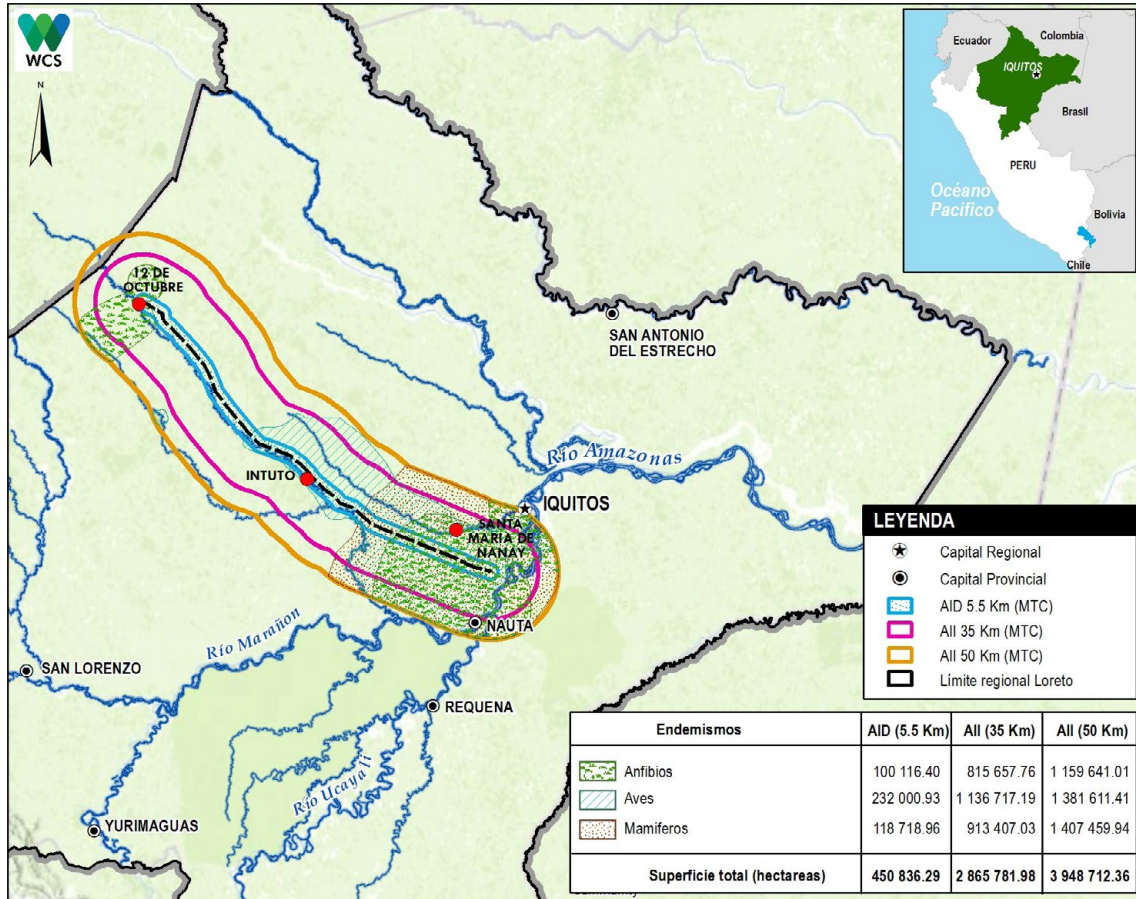 WCS
N
Ecuador
Colombia
IQUITOS
Brasil
PERU
Océano
Pacífico
Bolivia
Chile
12 DE
OCTUBRE
SAN ANTONIO
DEL ESTRECHO
Río Amazonas
INTUTO
IQUITOS
SANTA
MARIA DE
NANAY
NAUTA
Río Marañon
SAN LORENZO
REQUENA
Río Ucayali
YURIMAGUAS
LEYENDA
Capital Regional
Capital Provincial
AID 5.5 Km (MTC)
AII 35 Km (MTC)
AII 50 Km (MTC)
Límite regional Loreto
Endemismos AID (5.5 Km) AII (35 Km) AII (50 Km)
Anfibios 100 116.40 815 657.76 1 159 641.01
Aves 232 000.93 1 136 717.19 1 381 611.41
Mamiferos 118 718.96 913 407.03 1 407 459.94
Superficie total (hectareas) 450 836.29 2 865 781.98 3 948 712.36